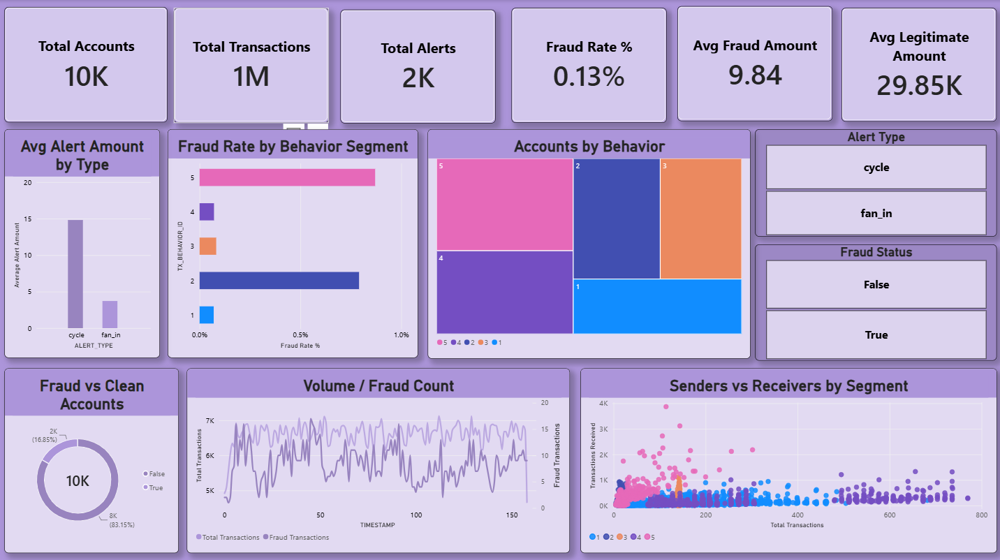 Total Accounts
10K
Total Transactions
1M
Total Alerts
2K
Fraud Rate %
0.13%
Avg Fraud Amount
9.84
Avg Legitimate
Amount
29.85K
Avg Alert Amount
by Type
20
15
10
5
0
Average Alert Amount
cycle fan_in
ALERT_TYPE
Fraud Rate by Behavior Segment
TX_BEHAVIOR_ID
5
4
3
2
1
0.0% 0.5% 1.0%
Fraud Rate %
Accounts by Behavior
5
2
3
4
1
5 4 2 3 1
Alert Type
cycle
fan_in
Fraud Status
False
True
Fraud vs Clean
Accounts
2K
(16.85%)
10K
False
True
8K
(83.15%)
Volume / Fraud Count
Total Transactions
7K
6K
5K
20
15
10
5
0
Fraud Transactions
0 50 100 150
TIMESTAMP
Total Transactions Fraud Transactions
Senders vs Receivers by Segment
Transactions Received
4K
3K
2K
1K
0K
0 200 400 600 800
Total Transactions
1 2 3 4 5